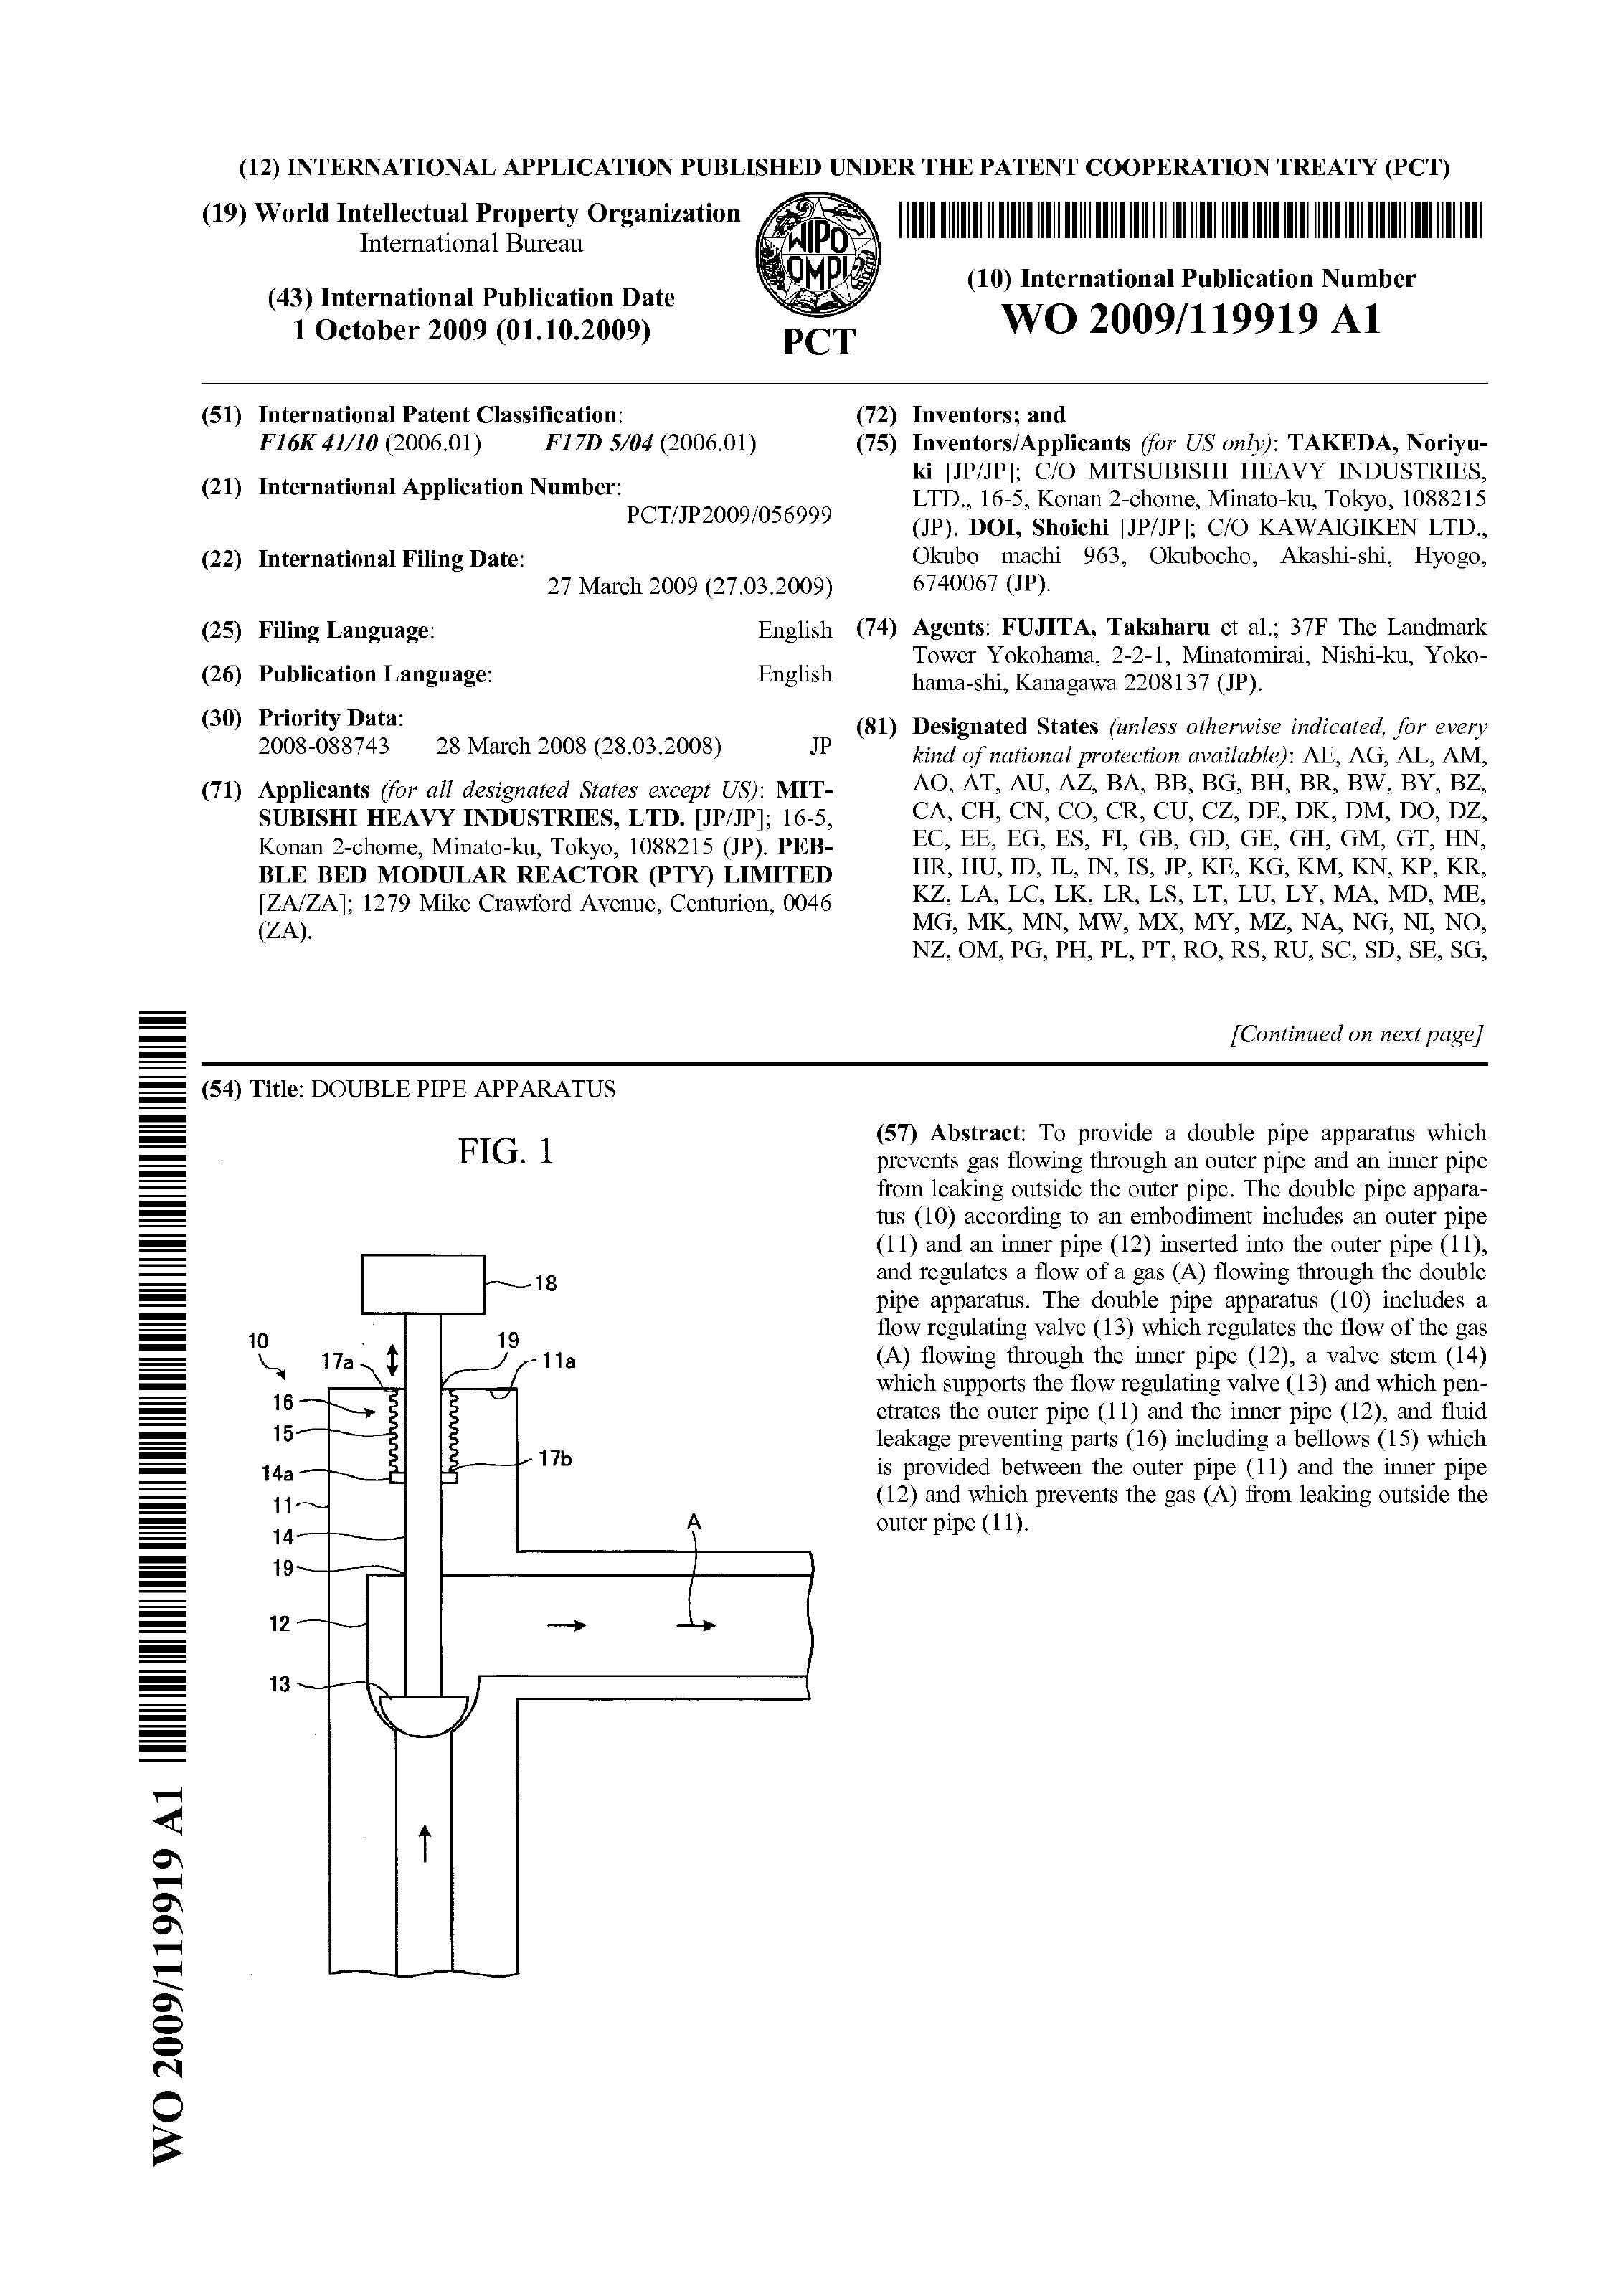 (12) INTERNATIONAL APPLICATION PUBLISHED UNDER THE PATENT COOPERATION TREATY (PCT)
(19) World Intellectual Property Organization
International Bureau
(43) International Publication Date
1 October 2009 (01.10.2009)
WIPO
OMPI
PCT
(10) International Publication Number
WO 2009/119919 A1
(51) International Patent Classification:
F16K 41/10 (2006.01) F17D 5/04 (2006.01)
(21) International Application Number:
PCT/JP2009/056999
(22) International Filing Date:
27 March 2009 (27.03.2009)
(25) Filing Language: English
(26) Publication Language: English
(30) Priority Data:
2008-088743 28 March 2008 (28.03.2008) JP
(71) Applicants (for all designated States except US): MIT-
SUBISHI HEAVY INDUSTRIES, LTD. [JP/JP]; 16-5,
Konan 2-chome, Minato-ku, Tokyo, 1088215 (JP). PEB-
BLE BED MODULAR REACTOR (PTY) LIMITED
[ZA/ZA]; 1279 Mike Crawford Avenue, Centurion, 0046
(ZA).
(72) Inventors; and
(75) Inventors/Applicants (for US only): TAKEDA, Noriyu-
ki [JP/JP]; C/O MITSUBISHI HEAVY INDUSTRIES,
LTD., 16-5, Konan 2-chome, Minato-ku, Tokyo, 1088215
(JP). DOI, Shoichi [JP/JP]; C/O KAWAIGIKEN LTD.,
Okubo machi 963, Okubocho, Akashi-shi, Hyogo,
6740067 (JP).
(74) Agents: FUJITA, Takaharu et al.; 37F The Landmark
Tower Yokohama, 2-2-1, Minatomirai, Nishi-ku, Yoko-
hama-shi, Kanagawa 2208137 (JP).
(81) Designated States (unless otherwise indicated, for every
kind of national protection available): AE, AG, AL, AM,
AO, AT, AU, AZ, BA, BB, BG, BH, BR, BW, BY, BZ,
CA, CH, CN, CO, CR, CU, CZ, DE, DK, DM, DO, DZ,
EC, EE, EG, ES, FI, GB, GD, GE, GH, GM, GT, HN,
HR, HU, ID, IL, IN, IS, JP, KE, KG, KM, KN, KP, KR,
KZ, LA, LC, LK, LR, LS, LT, LU, LY, MA, MD, ME,
MG, MK, MN, MW, MX, MY, MZ, NA, NG, NI, NO,
NZ, OM, PG, PH, PL, PT, RO, RS, RU, SC, SD, SE, SG,
[Continued on next page]
(54) Title: DOUBLE PIPE APPARATUS
FIG. 1
18
10
19
17a
11a
16
15
17b
14a
11
14
A
19
12
13
(57) Abstract: To provide a double pipe apparatus which
prevents gas flowing through an outer pipe and an inner pipe
from leaking outside the outer pipe. The double pipe appara-
tus (10) according to an embodiment includes an outer pipe
(11) and an inner pipe (12) inserted into the outer pipe (11),
and regulates a flow of a gas (A) flowing through the double
pipe apparatus. The double pipe apparatus (10) includes a
flow regulating valve (13) which regulates the flow of the gas
(A) flowing through the inner pipe (12), a valve stem (14)
which supports the flow regulating valve (13) and which pen-
etrates the outer pipe (11) and the inner pipe (12), and fluid
leakage preventing parts (16) including a bellows (15) which
is provided between the outer pipe (11) and the inner pipe
(12) and which prevents the gas (A) from leaking outside the
outer pipe (11).
WO 2009/119919 A1